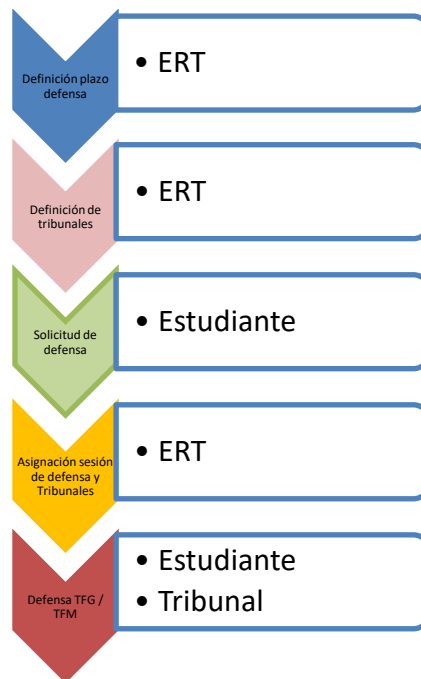 Definición plazo
defensa
• ERT
Definición de
tribunales
• ERT
Solicitud de
defensa
• Estudiante
Asignación sesión
de defensa y
Tribunales
• ERT
Defensa TFG /
TFM
• Estudiante
• Tribunal